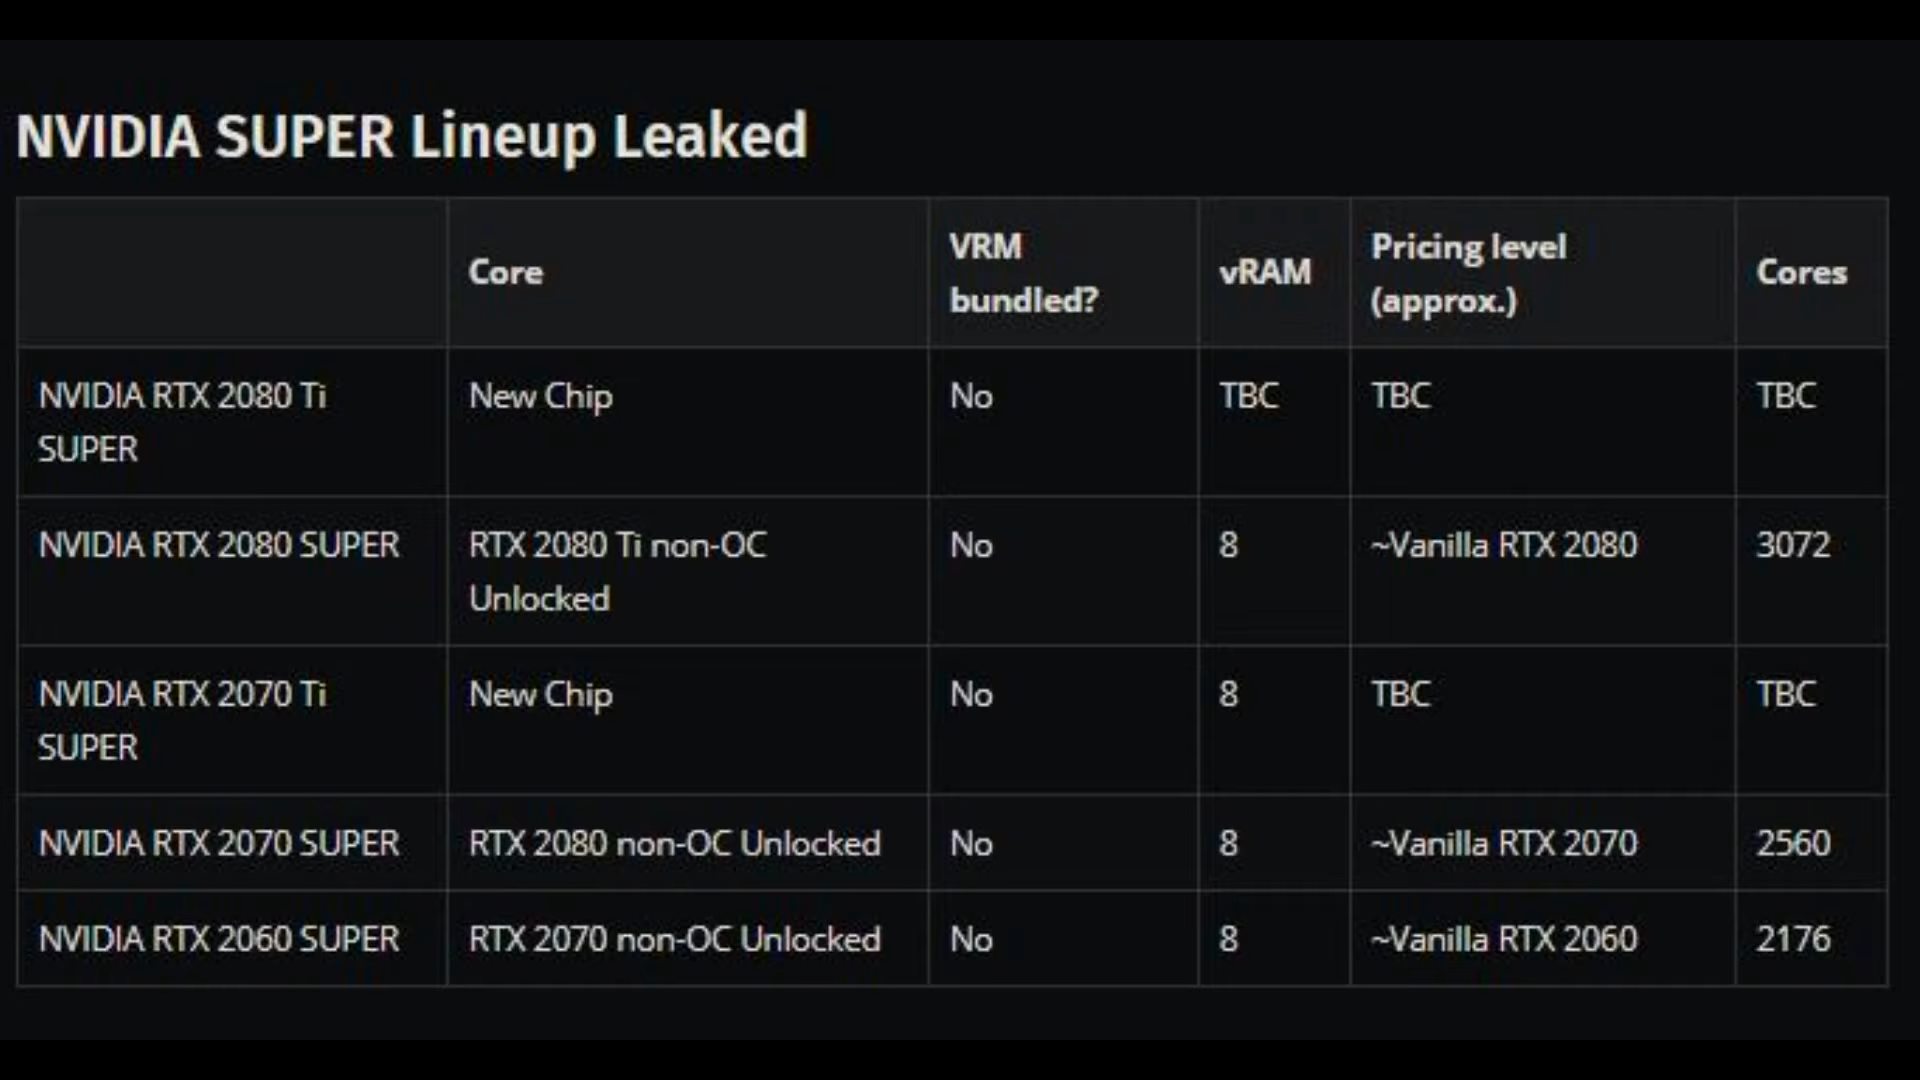 NVIDIA SUPER Lineup Leaked
Core
VRM
bundled?
vRAM
Pricing level
(approx.)
Cores
NVIDIA RTX 2080 Ti
SUPER
New Chip
No
TBC
TBC
TBC
NVIDIA RTX 2080 SUPER
RTX 2080 Ti non-OC
Unlocked
No
8
~Vanilla RTX 2080
3072
NVIDIA RTX 2070 Ti
SUPER
New Chip
No
8
TBC
TBC
NVIDIA RTX 2070 SUPER
RTX 2080 non-OC Unlocked
No
8
~Vanilla RTX 2070
2560
NVIDIA RTX 2060 SUPER
RTX 2070 non-OC Unlocked
No
8
~Vanilla RTX 2060
2176